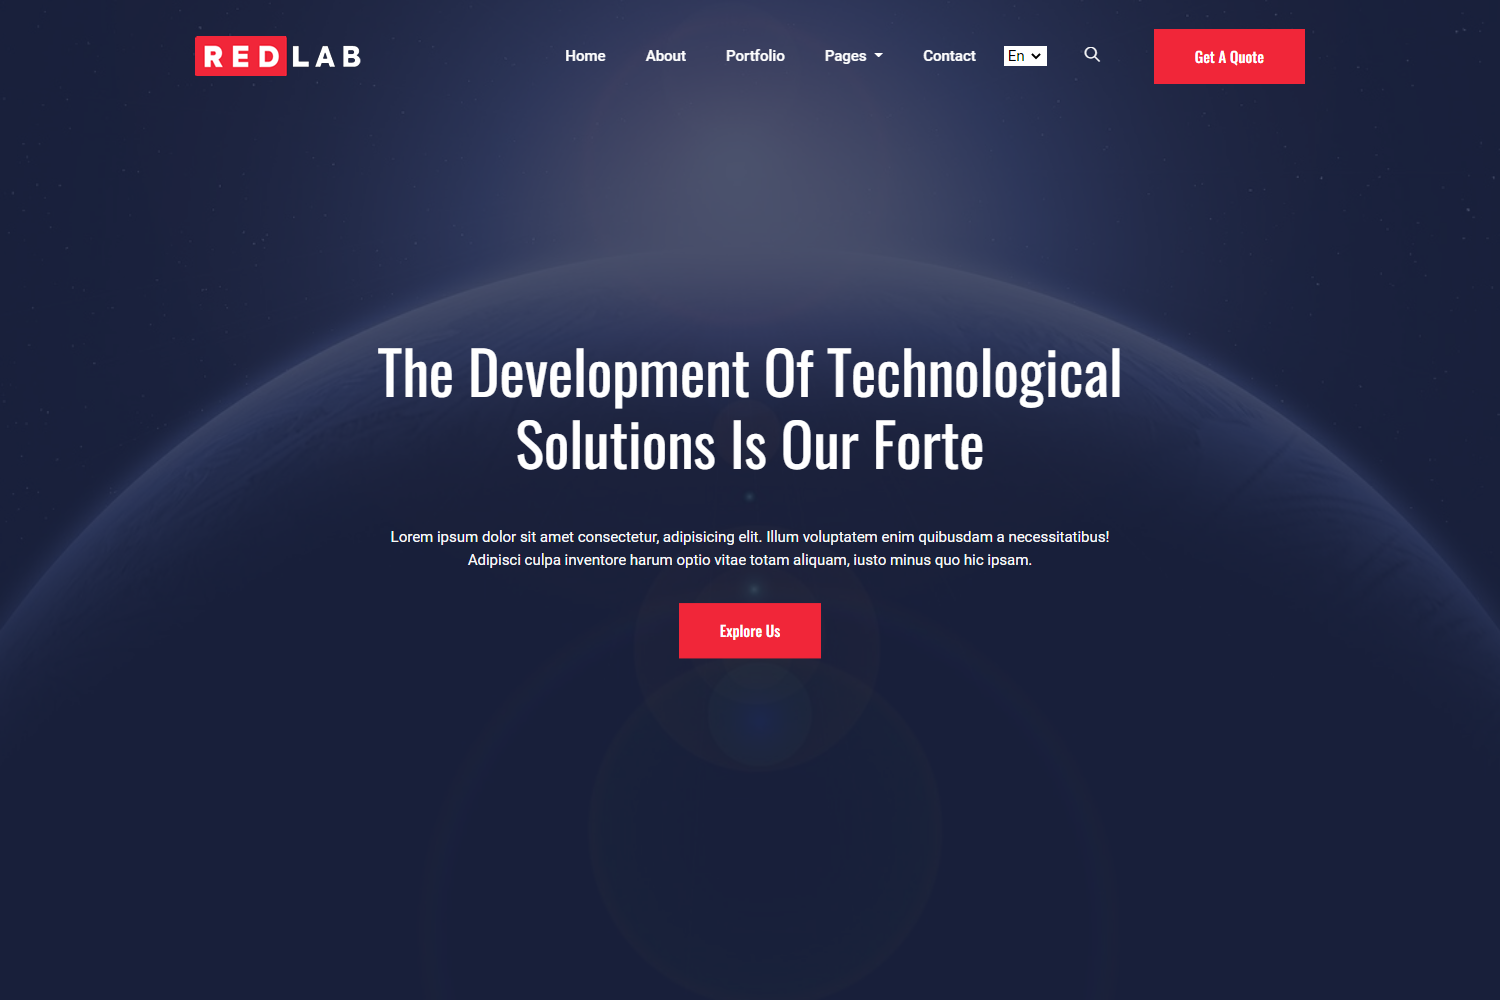 REDLAB
Home
About
Portfolio
Pages
Contact
En
Get A Quote
The Development Of Technological
Solutions Is Our Forte
Lorem ipsum dolor sit amet consectetur, adipisicing elit. Illum voluptatem enim quibusdam a necessitatibus!
Adipisci culpa inventore harum optio vitae totam aliquam, iusto minus quo hic ipsam.
Explore Us